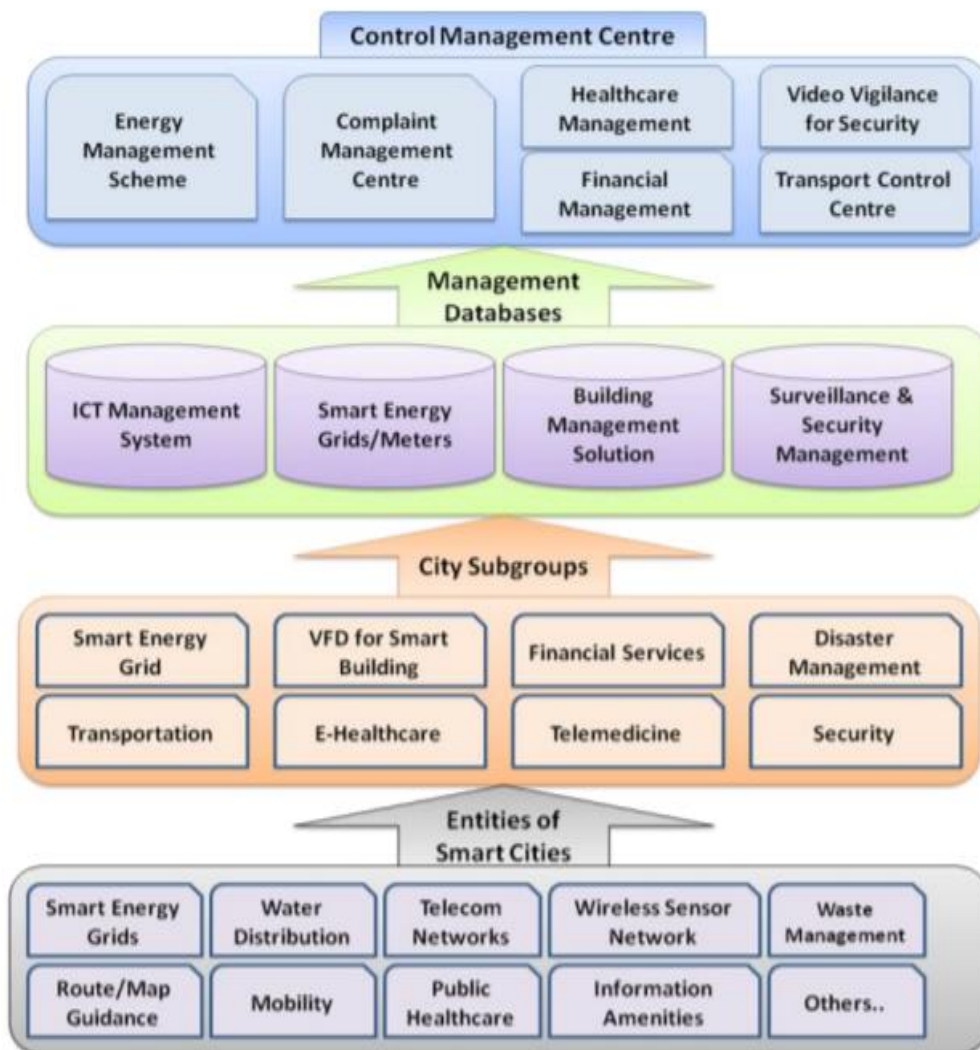 Control Management Centre
Energy
Management
Scheme
Complaint
Management
Centre
Healthcare
Management
Video Vigilance
for Security
Financial
Management
Transport Control
Centre
Management
Databases
ICT Management
System
Smart Energy
Grids/Meters
Building
Management
Solution
Surveillance &
Security
Management
City Subgroups
Smart Energy
Grid
VFD for Smart
Building
Financial Services
Disaster
Management
Transportation
E-Healthcare
Telemedicine
Security
Entities of
Smart Cities
Smart Energy
Grids
Water
Distribution
Telecom
Networks
Wireless Sensor
Network
Waste
Management
Route/Map
Guidance
Mobility
Public
Healthcare
Information
Amenities
Others..